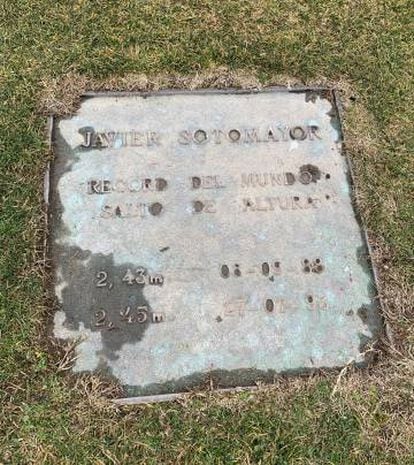 JAVIER SOTOMAYOR
RECORD DEL MUNDO
SALTO DE ALTURA
2,43m 08-09-88
2,45m